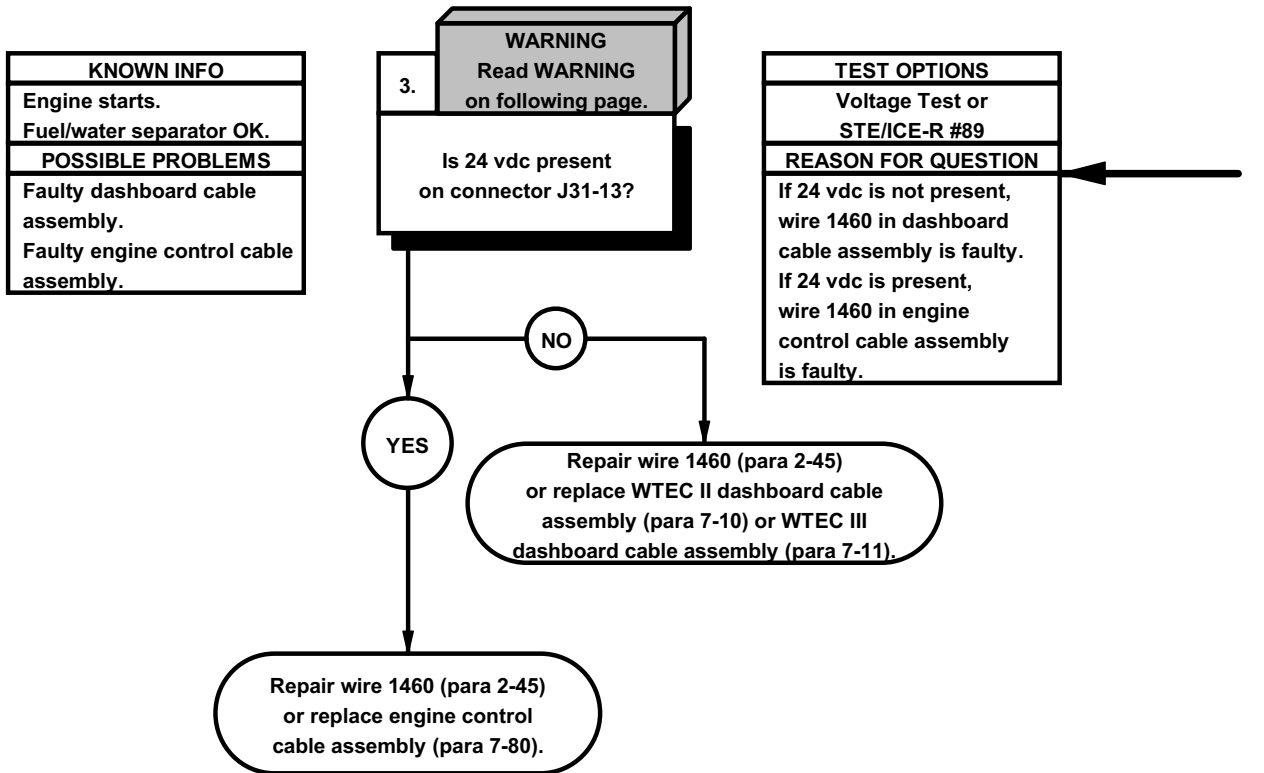 KNOWN INFO
Engine starts.
Fuel/water separator OK.
POSSIBLE PROBLEMS
Faulty dashboard cable
assembly.
Faulty engine control cable
assembly.
WARNING
Read WARNING
on following page.
3.
Is 24 vdc present
on connector J31-13?
TEST OPTIONS
Voltage Test or
STE/ICE-R #89
REASON FOR QUESTION
If 24 vdc is not present,
wire 1460 in dashboard
cable assembly is faulty.
If 24 vdc is present,
wire 1460 in engine
control cable assembly
is faulty.
NO
YES
Repair wire 1460 (para 2-45)
or replace WTEC II dashboard cable
assembly (para 7-10) or WTEC III
dashboard cable assembly (para 7-11).
Repair wire 1460 (para 2-45)
or replace engine control
cable assembly (para 7-80).